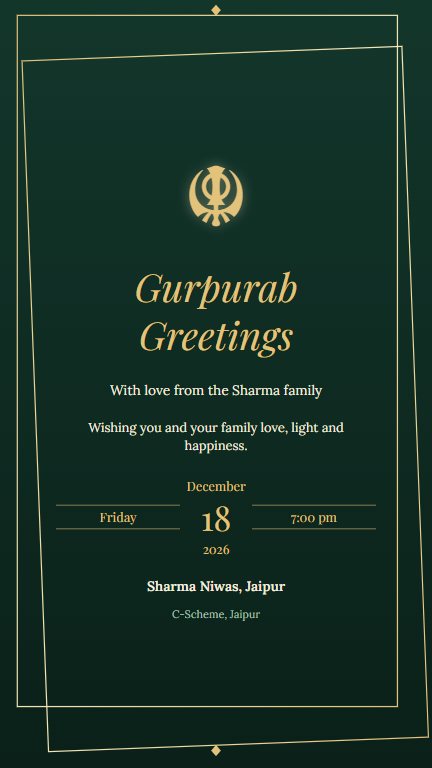 Gurpurab
Greetings
With love from the Sharma family
Wishing you and your family love, light and
happiness.
December
Friday
18
7:00 pm
2026
Sharma Niwas, Jaipur
C-Scheme, Jaipur